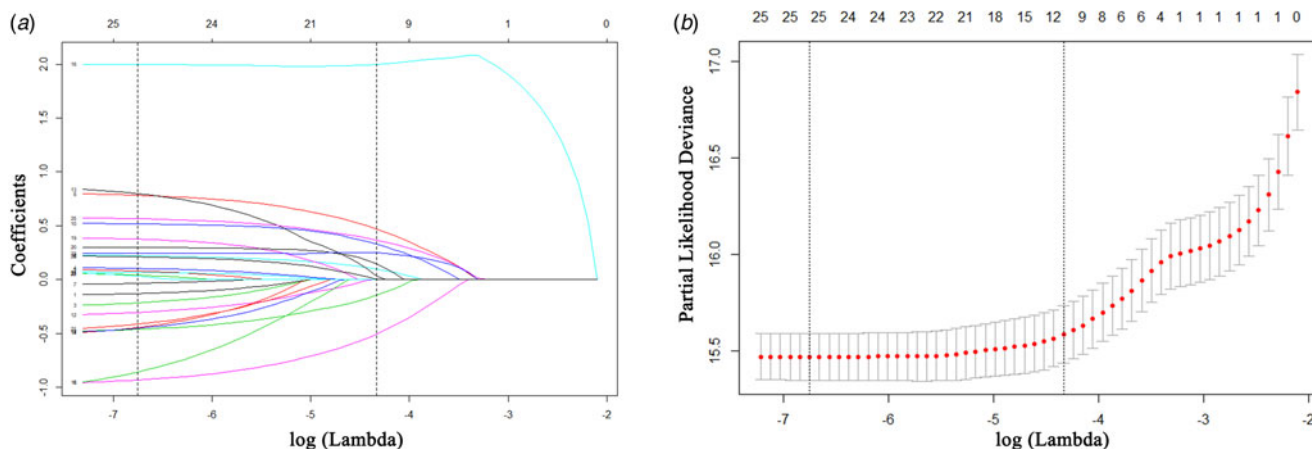 (a)
25 24 21 9 1 0
Coefficients
2.0
1.5
1.0
0.5
0.0
-0.5
-1.0
-7 -6 -5 -4 -3 -2
log (Lambda)
(b)
25 25 25 24 24 23 22 21 18 15 12 9 8 6 6 4 1 1 1 1 1 1 0
Partial Likelihood Deviance
17.0
16.5
16.0
15.5
-7 -6 -5 -4 -3 -2
log (Lambda)